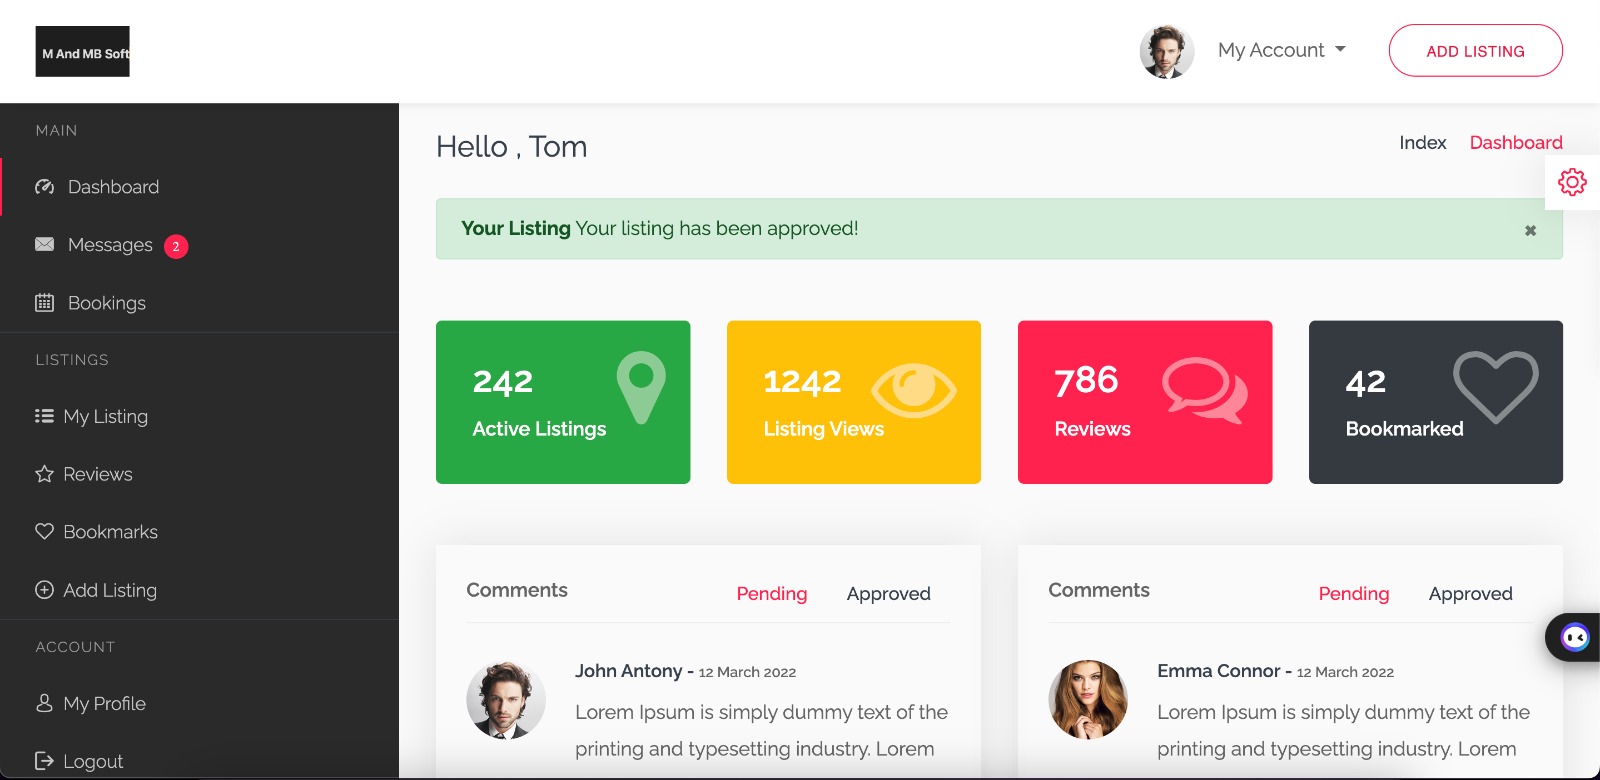 M And MB Soft
My Account
ADD LISTING
MAIN
Dashboard
Messages 2
Bookings
LISTINGS
My Listing
Reviews
Bookmarks
Add Listing
ACCOUNT
My Profile
Logout
Hello , Tom
Index Dashboard
Your Listing Your listing has been approved!
242
Active Listings
1242
Listing Views
786
Reviews
42
Bookmarked
Comments Pending Approved
John Antony - 12 March 2022
Lorem Ipsum is simply dummy text of the
printing and typesetting industry. Lorem
Comments Pending Approved
Emma Connor - 12 March 2022
Lorem Ipsum is simply dummy text of the
printing and typesetting industry. Lorem